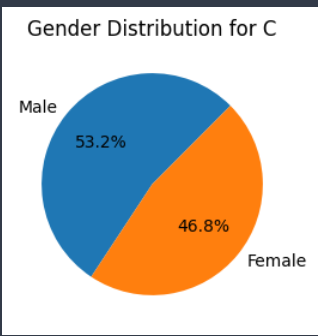 Gender Distribution for C
Male
53.2%
46.8%
Female